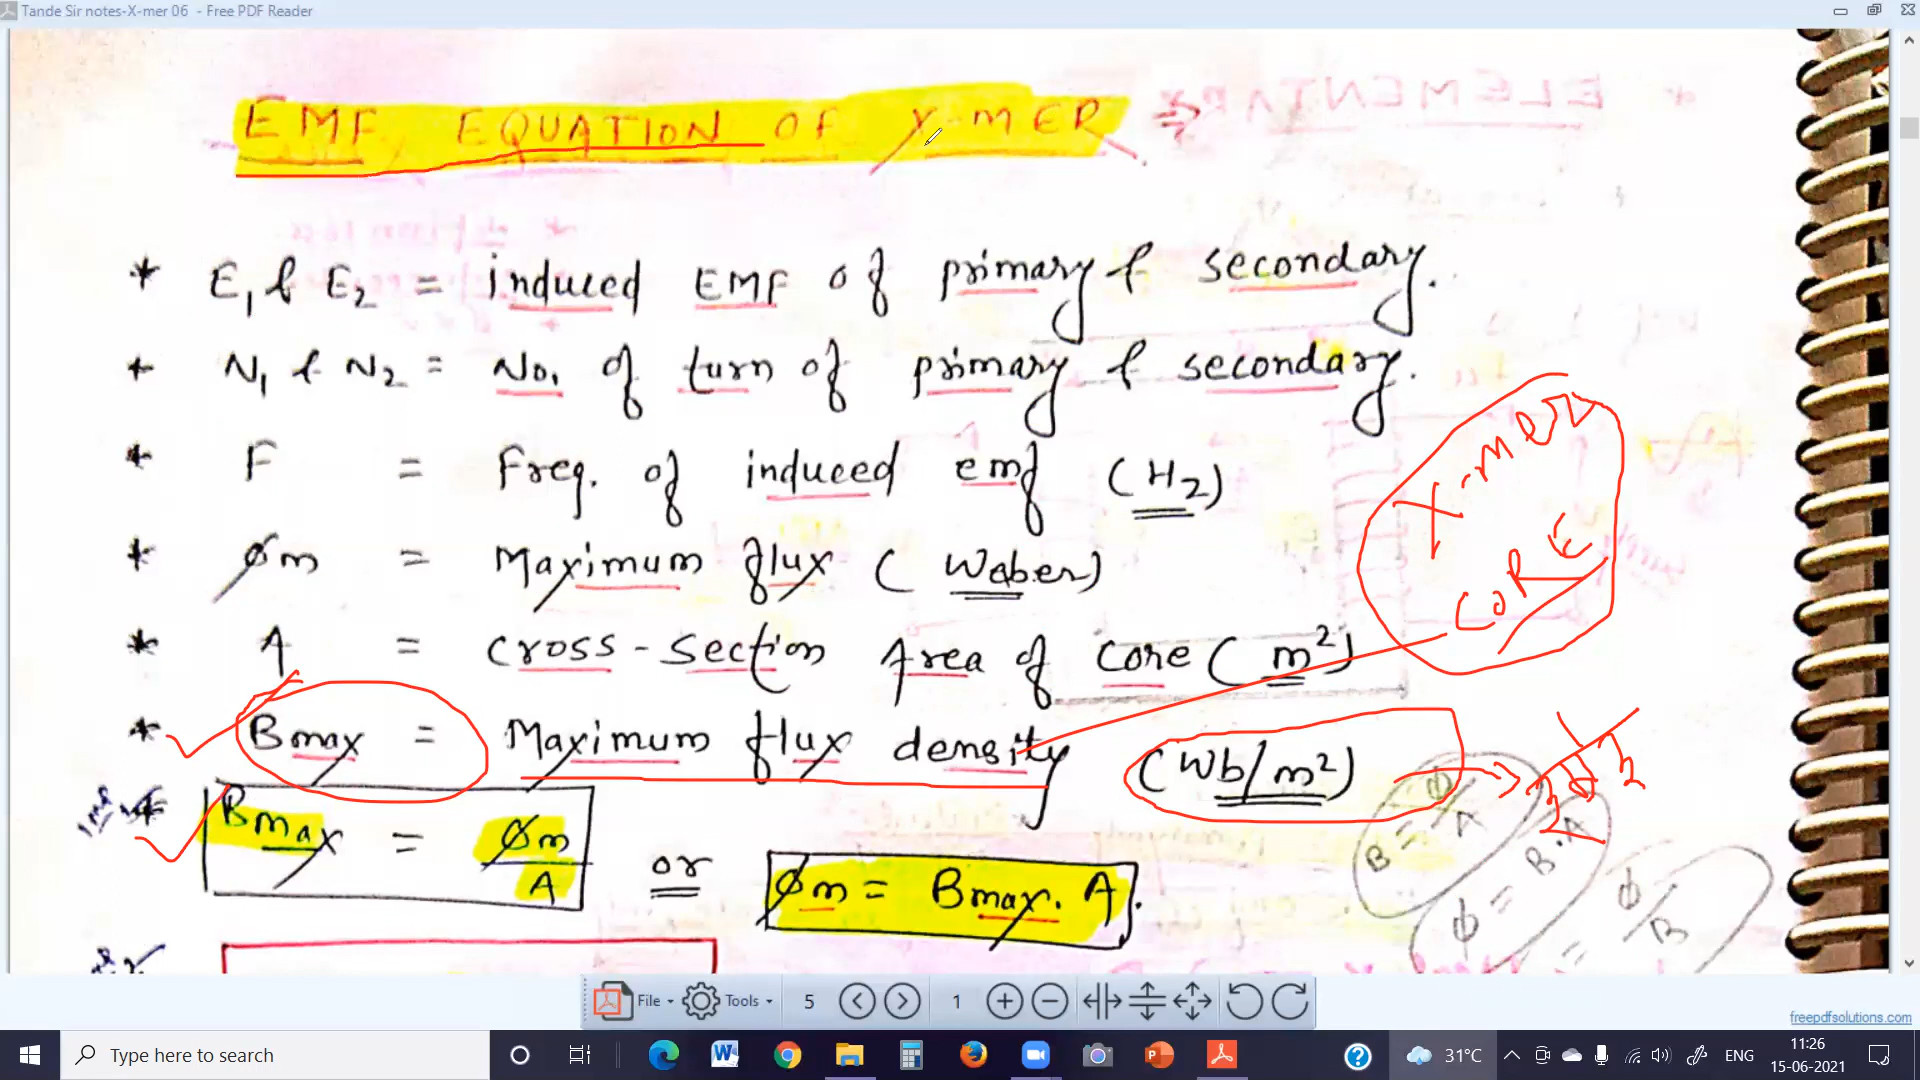 Tande Sir notes-X-mer 06 - Free PDF Reader
EMF EQUATION OF X-MER ⇒
* E1 & E2 = induced EMF of primary & secondary.
* N1 & N2 = No. of turn of primary & secondary.
* F = Freq. of induced emf (HZ)
* Øm = Maximum flux (Waber)
* A = Cross-section Area of Core (m²)
* Bmax = Maximum flux density (Wb/m²)
X-mer
CORE
Bmax = Øm/A or Øm = Bmax. A.
B = Φ/A
Φ = B.A
= Φ/B
File Tools 5 1
freepdfsolutions.com
Type here to search
31°C ENG 11:26
15-06-2021